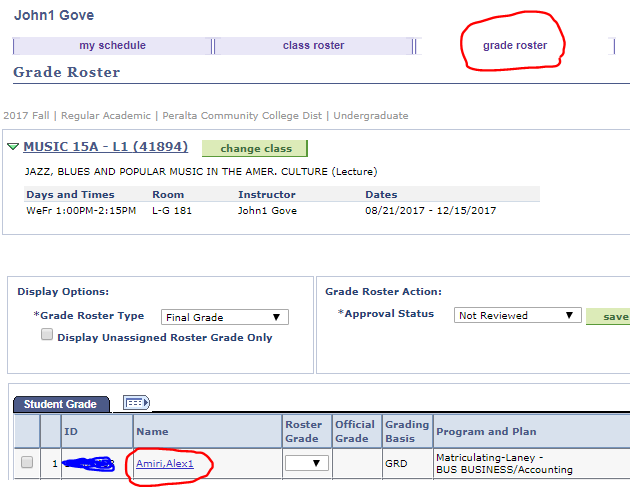 John1 Gove
my schedule class roster grade roster
Grade Roster
2017 Fall | Regular Academic | Peralta Community College Dist | Undergraduate
MUSIC 15A - L1 (41894) change class
JAZZ, BLUES AND POPULAR MUSIC IN THE AMER. CULTURE (Lecture)
Days and Times Room Instructor Dates
WeFr 1:00PM-2:15PM L-G 181 John1 Gove 08/21/2017 - 12/15/2017
Display Options: Grade Roster Action:
*Grade Roster Type Final Grade *Approval Status Not Reviewed save
Display Unassigned Roster Grade Only
Student Grade
ID Name Roster Grade Official Grade Grading Basis Program and Plan
1 Amiri,Alex1 GRD Matriculating-Laney -
BUS BUSINESS/Accounting